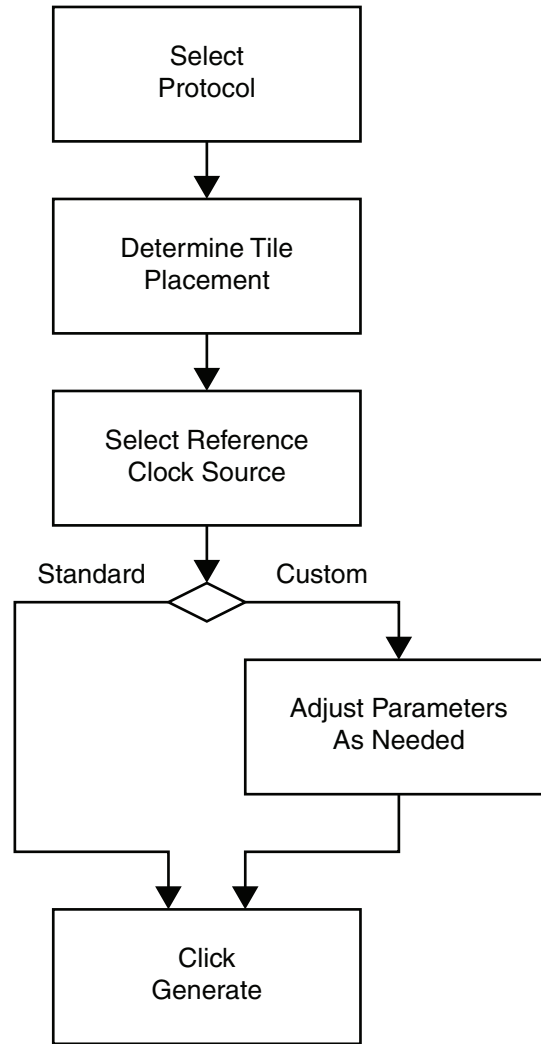 Select
Protocol
Determine Tile
Placement
Select Reference
Clock Source
Standard
Custom
Adjust Parameters
As Needed
Click
Generate